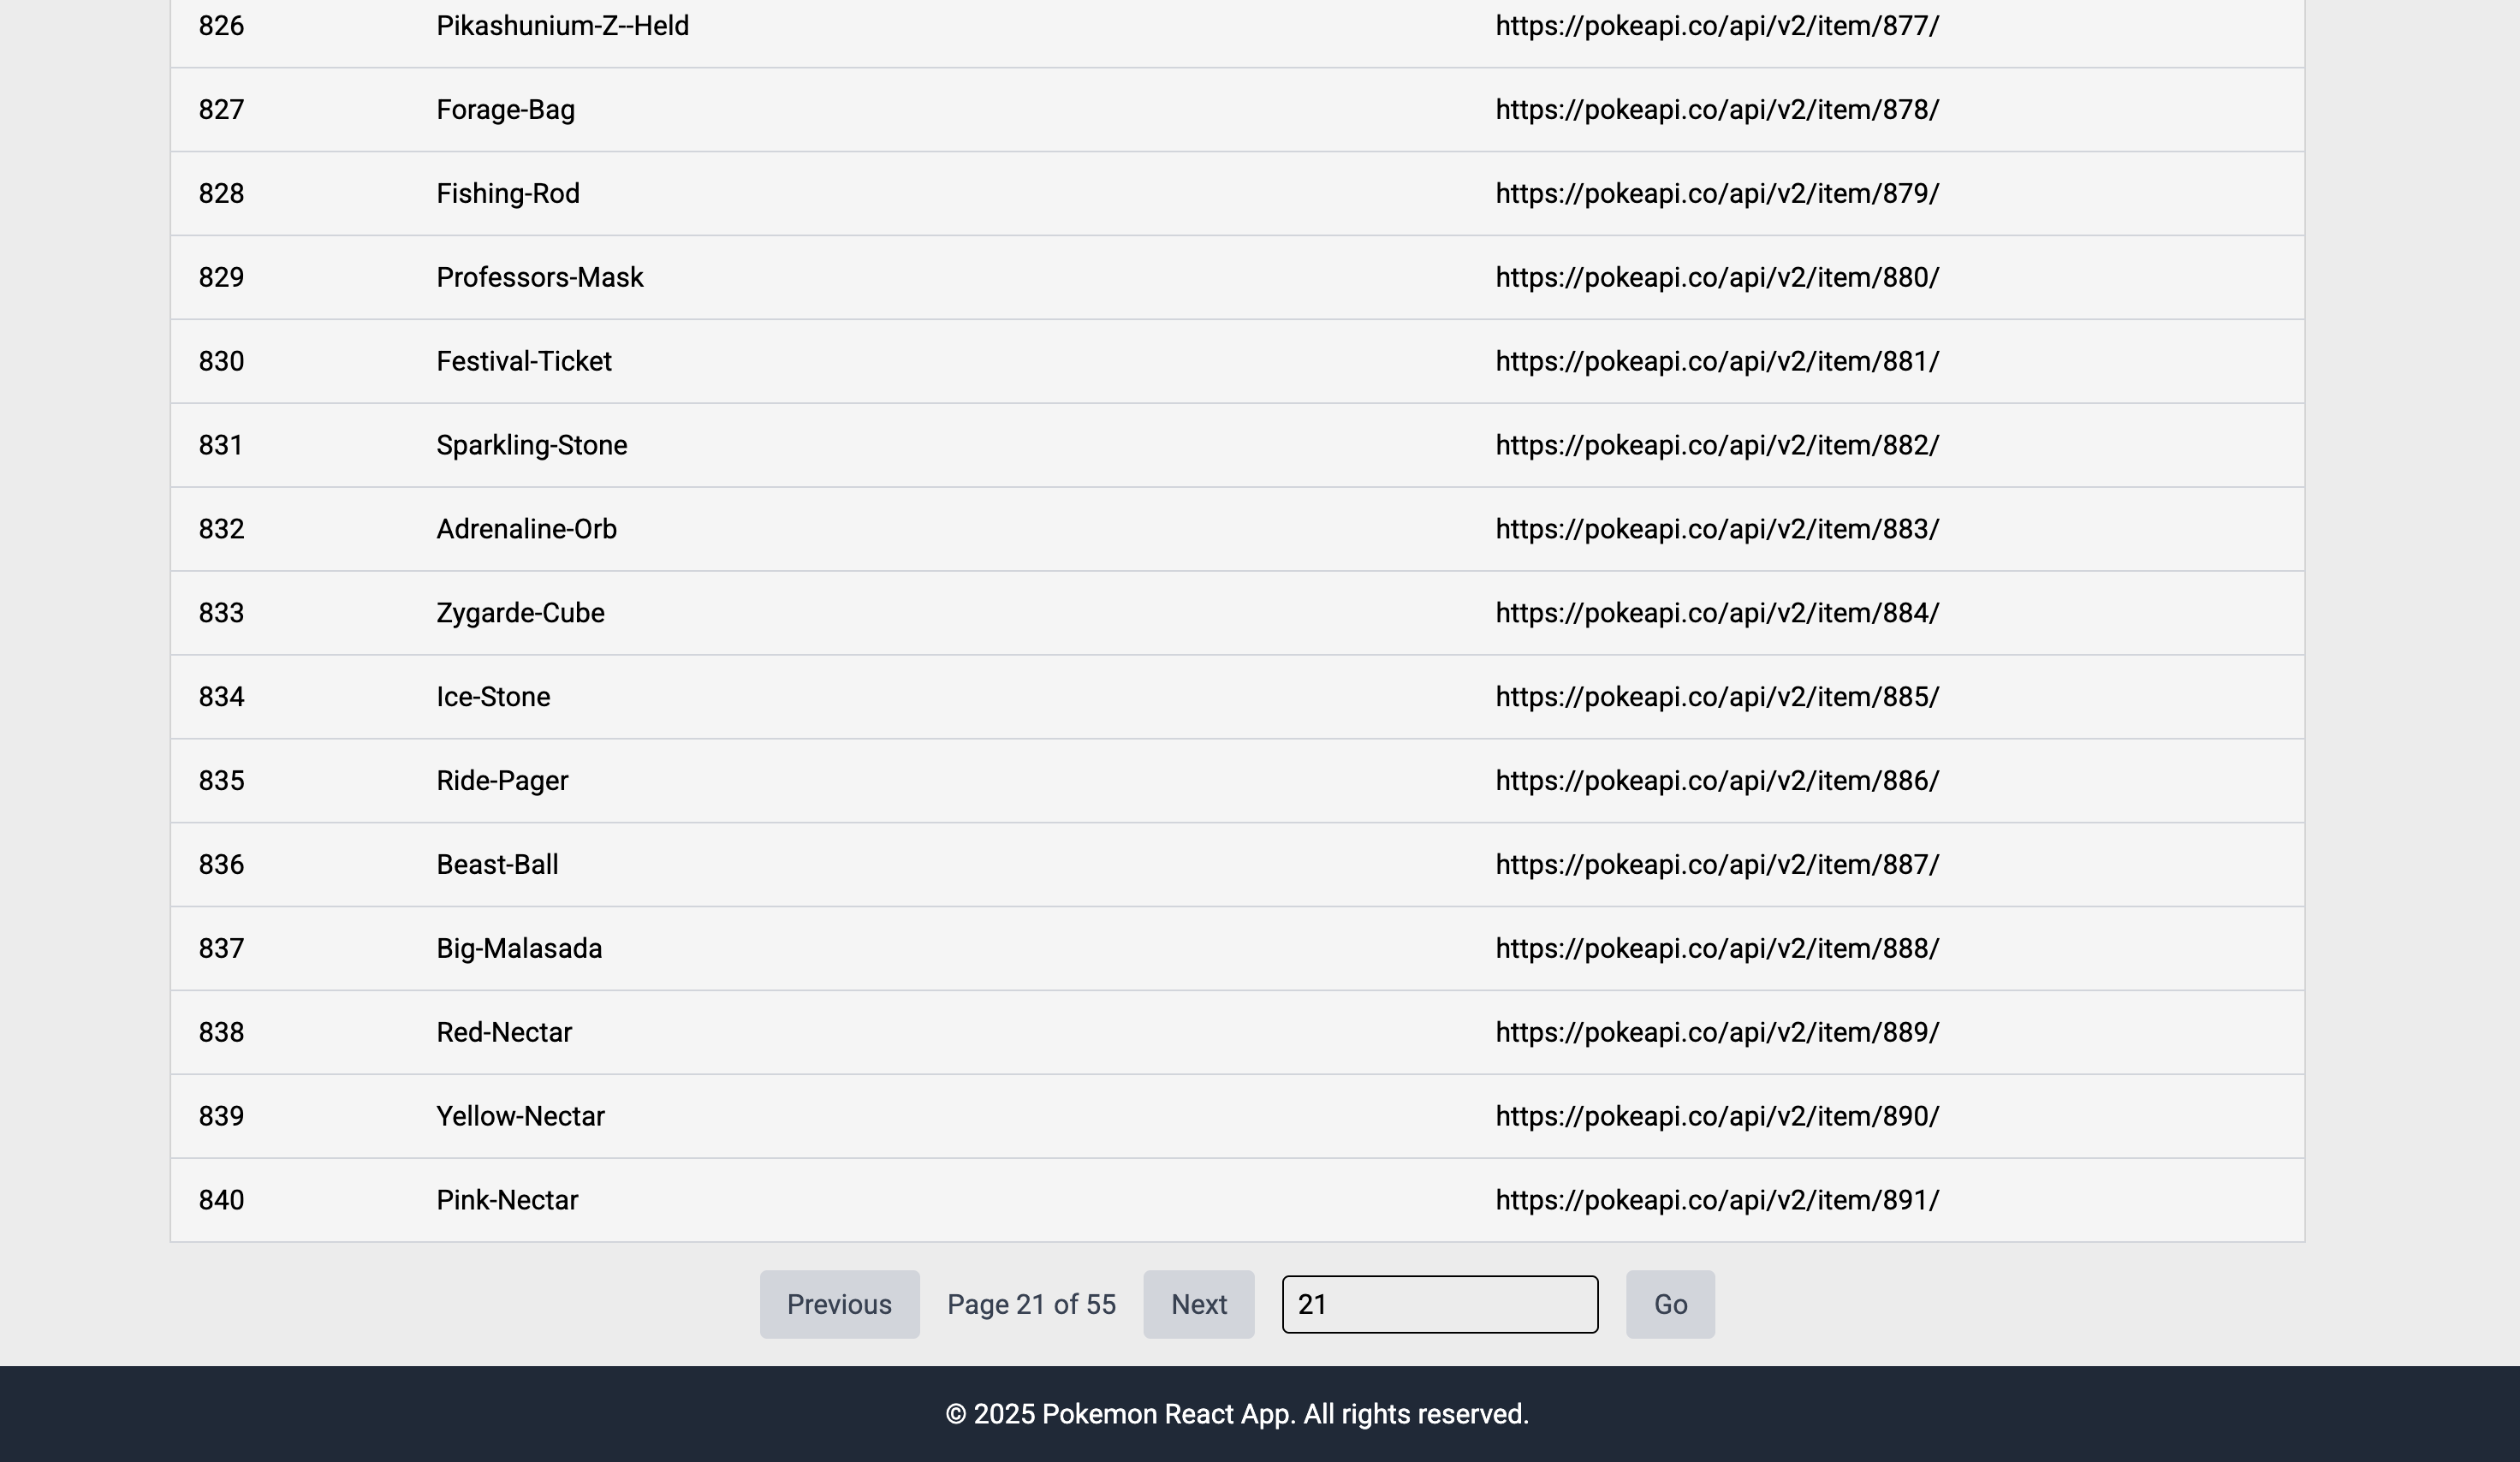 826 Pikashunium-Z--Held https://pokeapi.co/api/v2/item/877/
827 Forage-Bag https://pokeapi.co/api/v2/item/878/
828 Fishing-Rod https://pokeapi.co/api/v2/item/879/
829 Professors-Mask https://pokeapi.co/api/v2/item/880/
830 Festival-Ticket https://pokeapi.co/api/v2/item/881/
831 Sparkling-Stone https://pokeapi.co/api/v2/item/882/
832 Adrenaline-Orb https://pokeapi.co/api/v2/item/883/
833 Zygarde-Cube https://pokeapi.co/api/v2/item/884/
834 Ice-Stone https://pokeapi.co/api/v2/item/885/
835 Ride-Pager https://pokeapi.co/api/v2/item/886/
836 Beast-Ball https://pokeapi.co/api/v2/item/887/
837 Big-Malasada https://pokeapi.co/api/v2/item/888/
838 Red-Nectar https://pokeapi.co/api/v2/item/889/
839 Yellow-Nectar https://pokeapi.co/api/v2/item/890/
840 Pink-Nectar https://pokeapi.co/api/v2/item/891/
Previous Page 21 of 55 Next 21 Go
© 2025 Pokemon React App. All rights reserved.